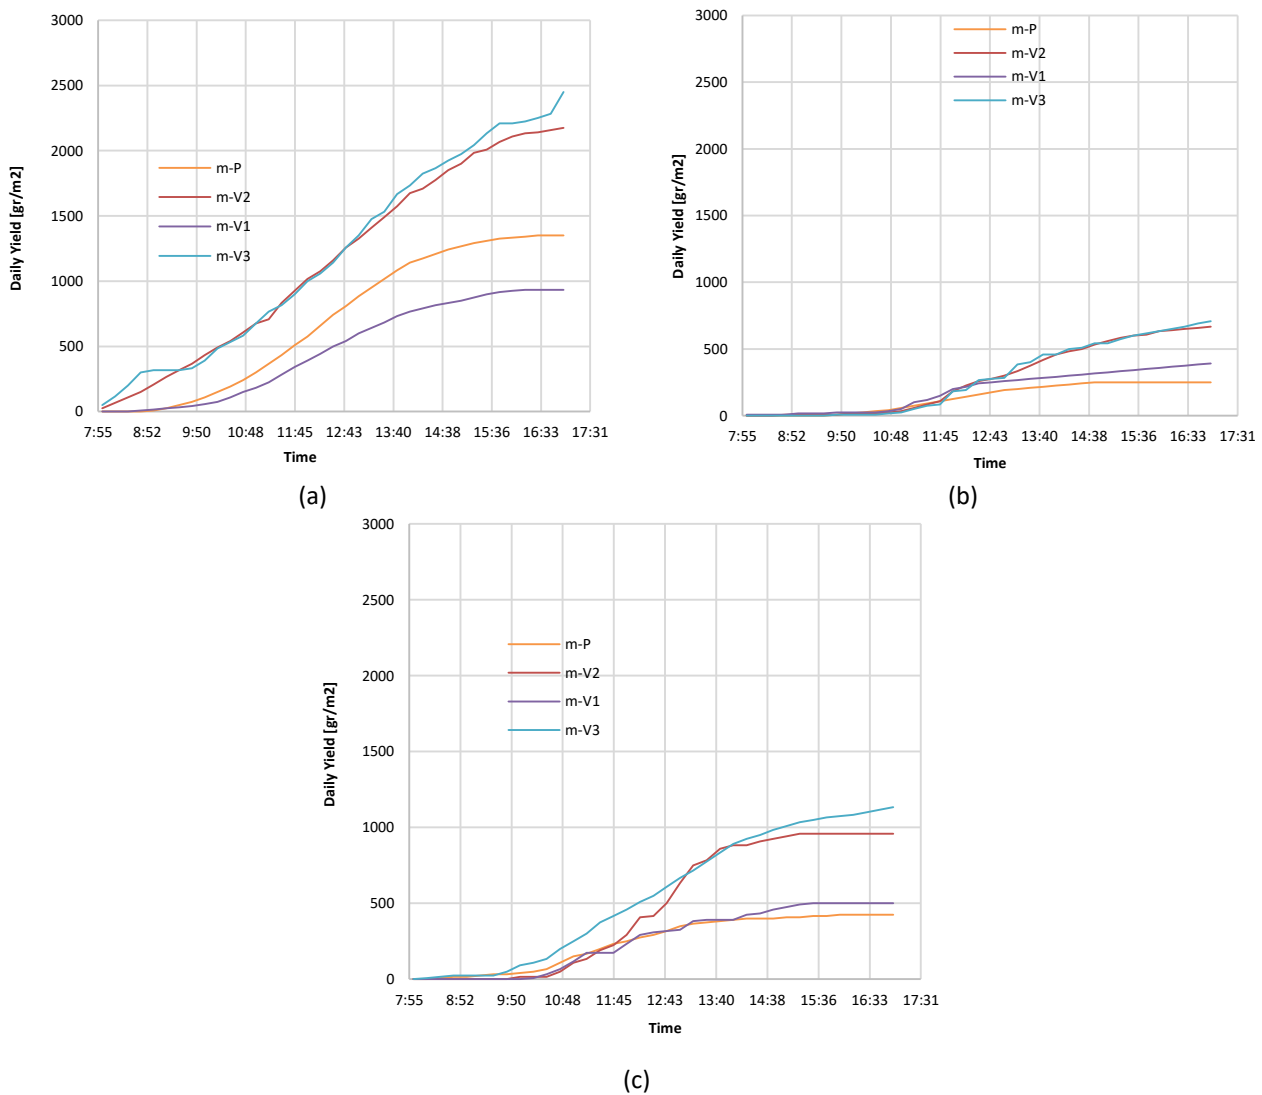 3000
2500
2000
1500
1000
500
0
Daily Yield [gr/m2]
m-P
m-V2
m-V1
m-V3
7:55 8:52 9:50 10:48 11:45 12:43 13:40 14:38 15:36 16:33 17:31
Time
(a)
3000
2500
2000
1500
1000
500
0
Daily Yield [gr/m2]
m-P
m-V2
m-V1
m-V3
7:55 8:52 9:50 10:48 11:45 12:43 13:40 14:38 15:36 16:33 17:31
Time
(b)
3000
2500
2000
1500
1000
500
0
Daily Yield [gr/m2]
m-P
m-V2
m-V1
m-V3
7:55 8:52 9:50 10:48 11:45 12:43 13:40 14:38 15:36 16:33 17:31
Time
(c)